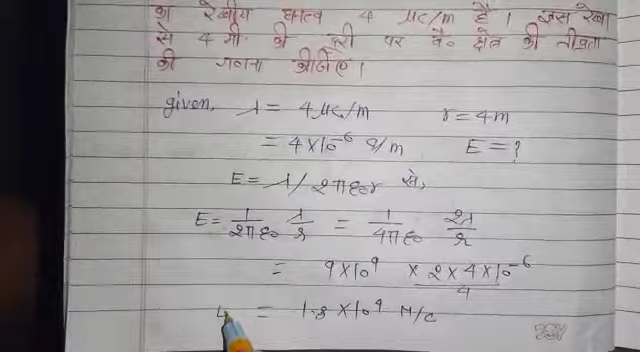 रेखीय घनत्व 4 μc/m है। उस रेखा
से 4 मी. की दूरी पर वै. क्षेत्र की तीव्रता
की गणना कीजिए।
given, λ = 4 μc/m r = 4m
= 4×10⁻⁶ c/m E = ?
E = λ/2πε₀r से,
E = 1/2πε₀ λ/r = 1/4πε₀ 2λ/r
= 9×10⁹ × 2×4×10⁻⁶/4
= 1.8×10⁹ N/C